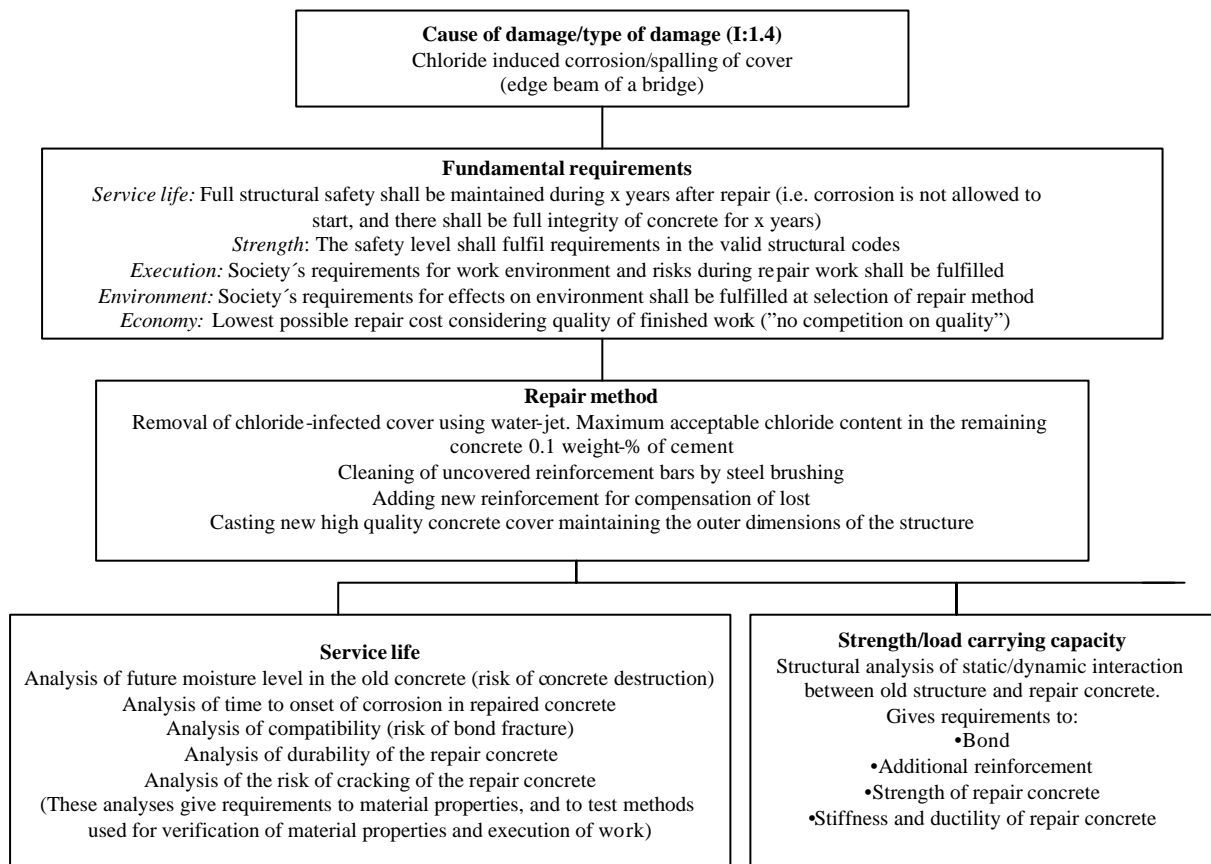 Cause of damage/type of damage (I:1.4)
Chloride induced corrosion/spalling of cover
(edge beam of a bridge)
Fundamental requirements
Service life: Full structural safety shall be maintained during x years after repair (i.e. corrosion is not allowed to
start, and there shall be full integrity of concrete for x years)
Strength: The safety level shall fulfil requirements in the valid structural codes
Execution: Society´s requirements for work environment and risks during repair work shall be fulfilled
Environment: Society´s requirements for effects on environment shall be fulfilled at selection of repair method
Economy: Lowest possible repair cost considering quality of finished work (”no competition on quality”)
Repair method
Removal of chloride-infected cover using water-jet. Maximum acceptable chloride content in the remaining
concrete 0.1 weight-% of cement
Cleaning of uncovered reinforcement bars by steel brushing
Adding new reinforcement for compensation of lost
Casting new high quality concrete cover maintaining the outer dimensions of the structure
Service life
Analysis of future moisture level in the old concrete (risk of concrete destruction)
Analysis of time to onset of corrosion in repaired concrete
Analysis of compatibility (risk of bond fracture)
Analysis of durability of the repair concrete
Analysis of the risk of cracking of the repair concrete
(These analyses give requirements to material properties, and to test methods
used for verification of material properties and execution of work)
Strength/load carrying capacity
Structural analysis of static/dynamic interaction
between old structure and repair concrete.
Gives requirements to:
•Bond
•Additional reinforcement
•Strength of repair concrete
•Stiffness and ductility of repair concrete